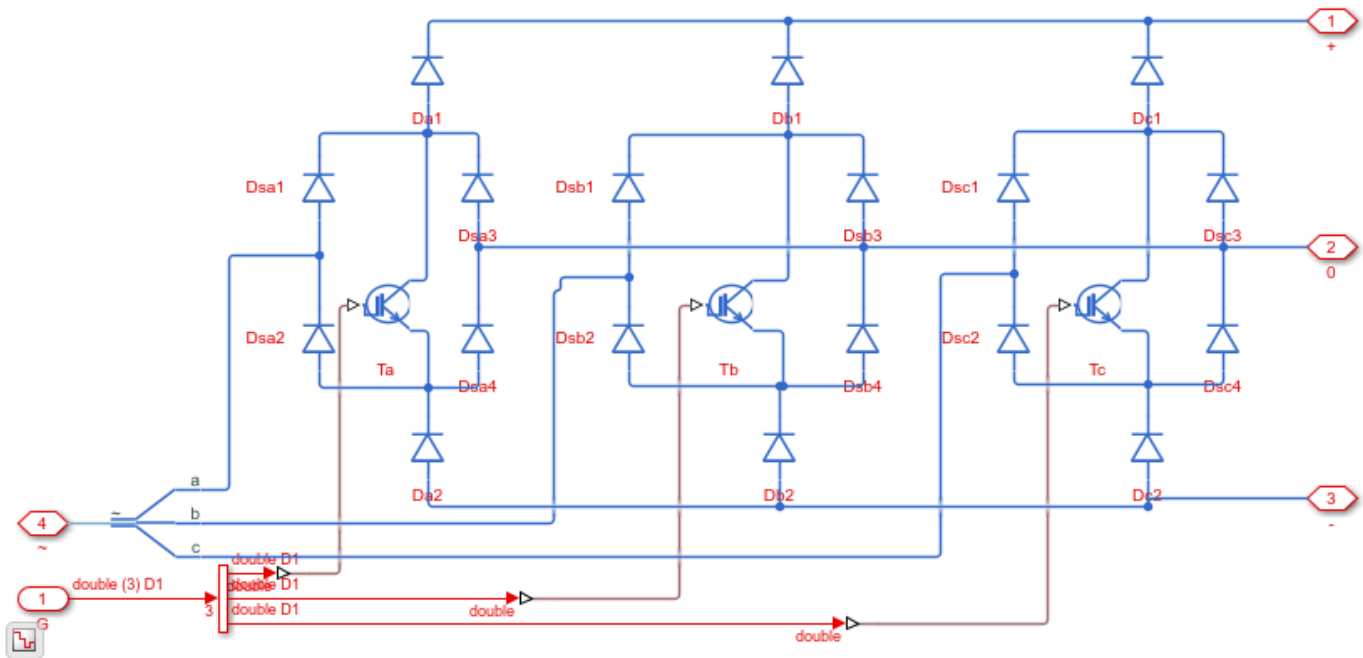 1
+
Da1
Db1
Dc1
Dsa1
Dsb1
Dsc1
Dsa3
Dsb3
Dsc3
2
0
Dsa2
Dsb2
Dsc2
Ta
Tb
Tc
Dsa4
Dsb4
Dsc4
a
Da2
Db2
Dc2
3
-
4
~
~
b
c
double D1
double (3) D1
double
double D1
1
3
double D1
double
G
double